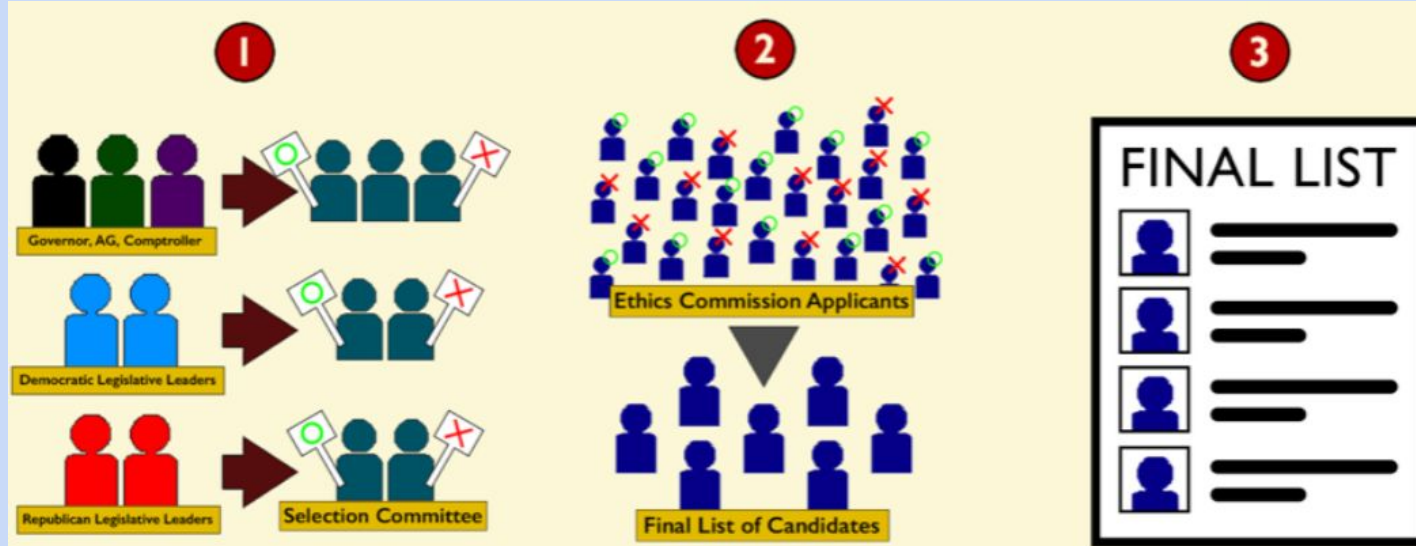 1
2
3
Governor, AG, Comptroller
Democratic Legislative Leaders
Republican Legislative Leaders
Selection Committee
Ethics Commission Applicants
Final List of Candidates
FINAL LIST